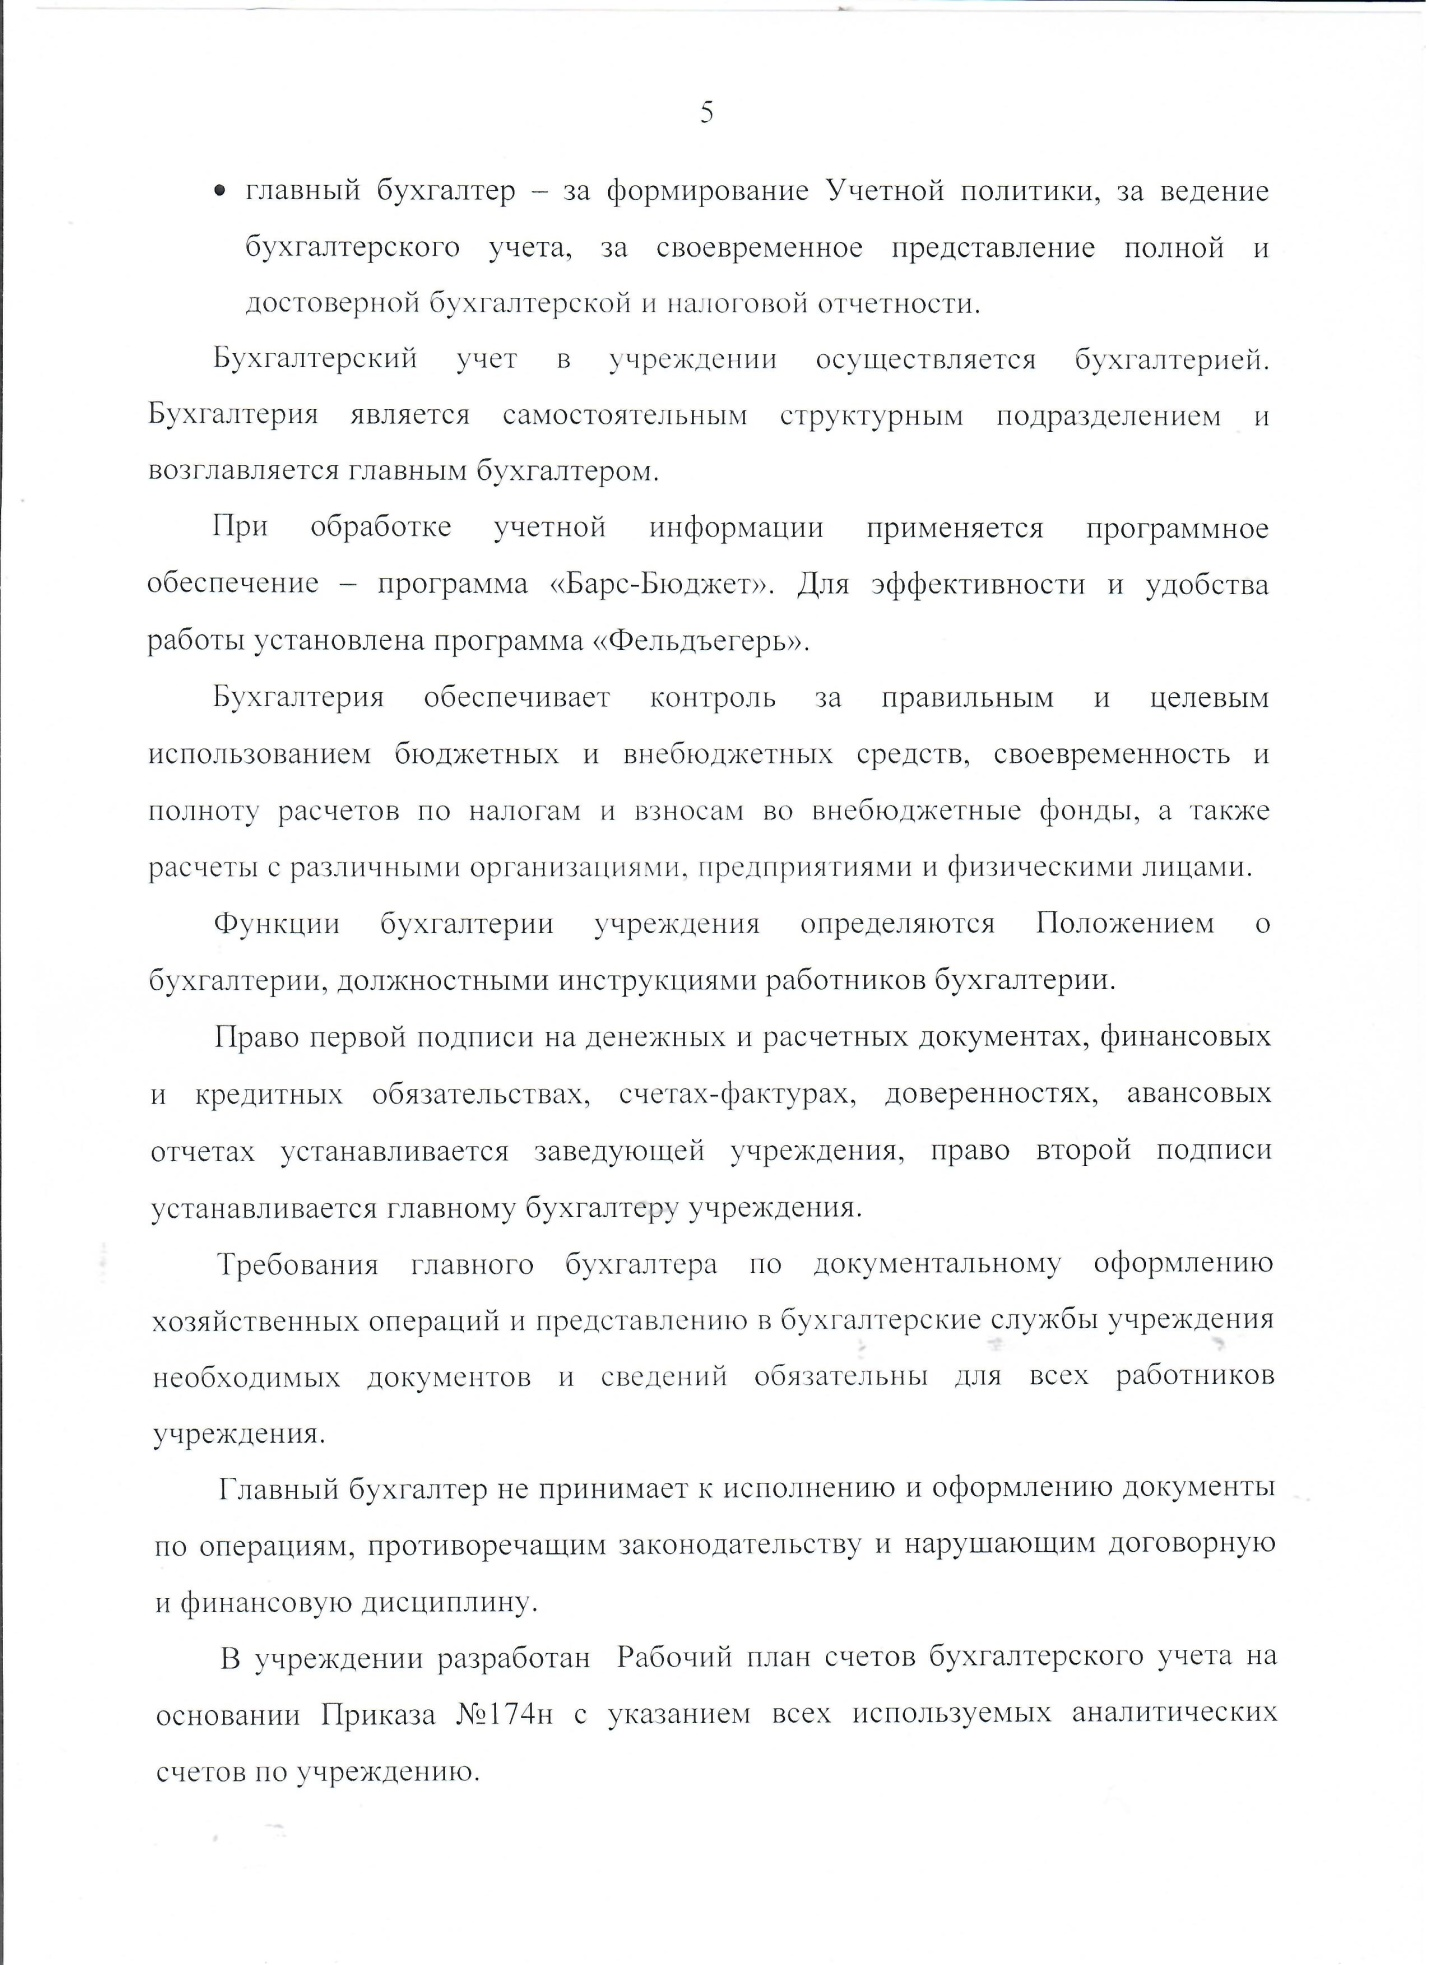 5
• главный бухгалтер – за формирование Учетной политики, за ведение
бухгалтерского учета, за своевременное представление полной и
достоверной бухгалтерской и налоговой отчетности.
Бухгалтерский учет в учреждении осуществляется бухгалтерией.
Бухгалтерия является самостоятельным структурным подразделением и
возглавляется главным бухгалтером.
При обработке учетной информации применяется программное
обеспечение – программа «Барс-Бюджет». Для эффективности и удобства
работы установлена программа «Фельдъегерь».
Бухгалтерия обеспечивает контроль за правильным и целевым
использованием бюджетных и внебюджетных средств, своевременность и
полноту расчетов по налогам и взносам во внебюджетные фонды, а также
расчеты с различными организациями, предприятиями и физическими лицами.
Функции бухгалтерии учреждения определяются Положением о
бухгалтерии, должностными инструкциями работников бухгалтерии.
Право первой подписи на денежных и расчетных документах, финансовых
и кредитных обязательствах, счетах-фактурах, доверенностях, авансовых
отчетах устанавливается заведующей учреждения, право второй подписи
устанавливается главному бухгалтеру учреждения.
Требования главного бухгалтера по документальному оформлению
хозяйственных операций и представлению в бухгалтерские службы учреждения
необходимых документов и сведений обязательны для всех работников
учреждения.
Главный бухгалтер не принимает к исполнению и оформлению документы
по операциям, противоречащим законодательству и нарушающим договорную
и финансовую дисциплину.
В учреждении разработан Рабочий план счетов бухгалтерского учета на
основании Приказа №174н с указанием всех используемых аналитических
счетов по учреждению.